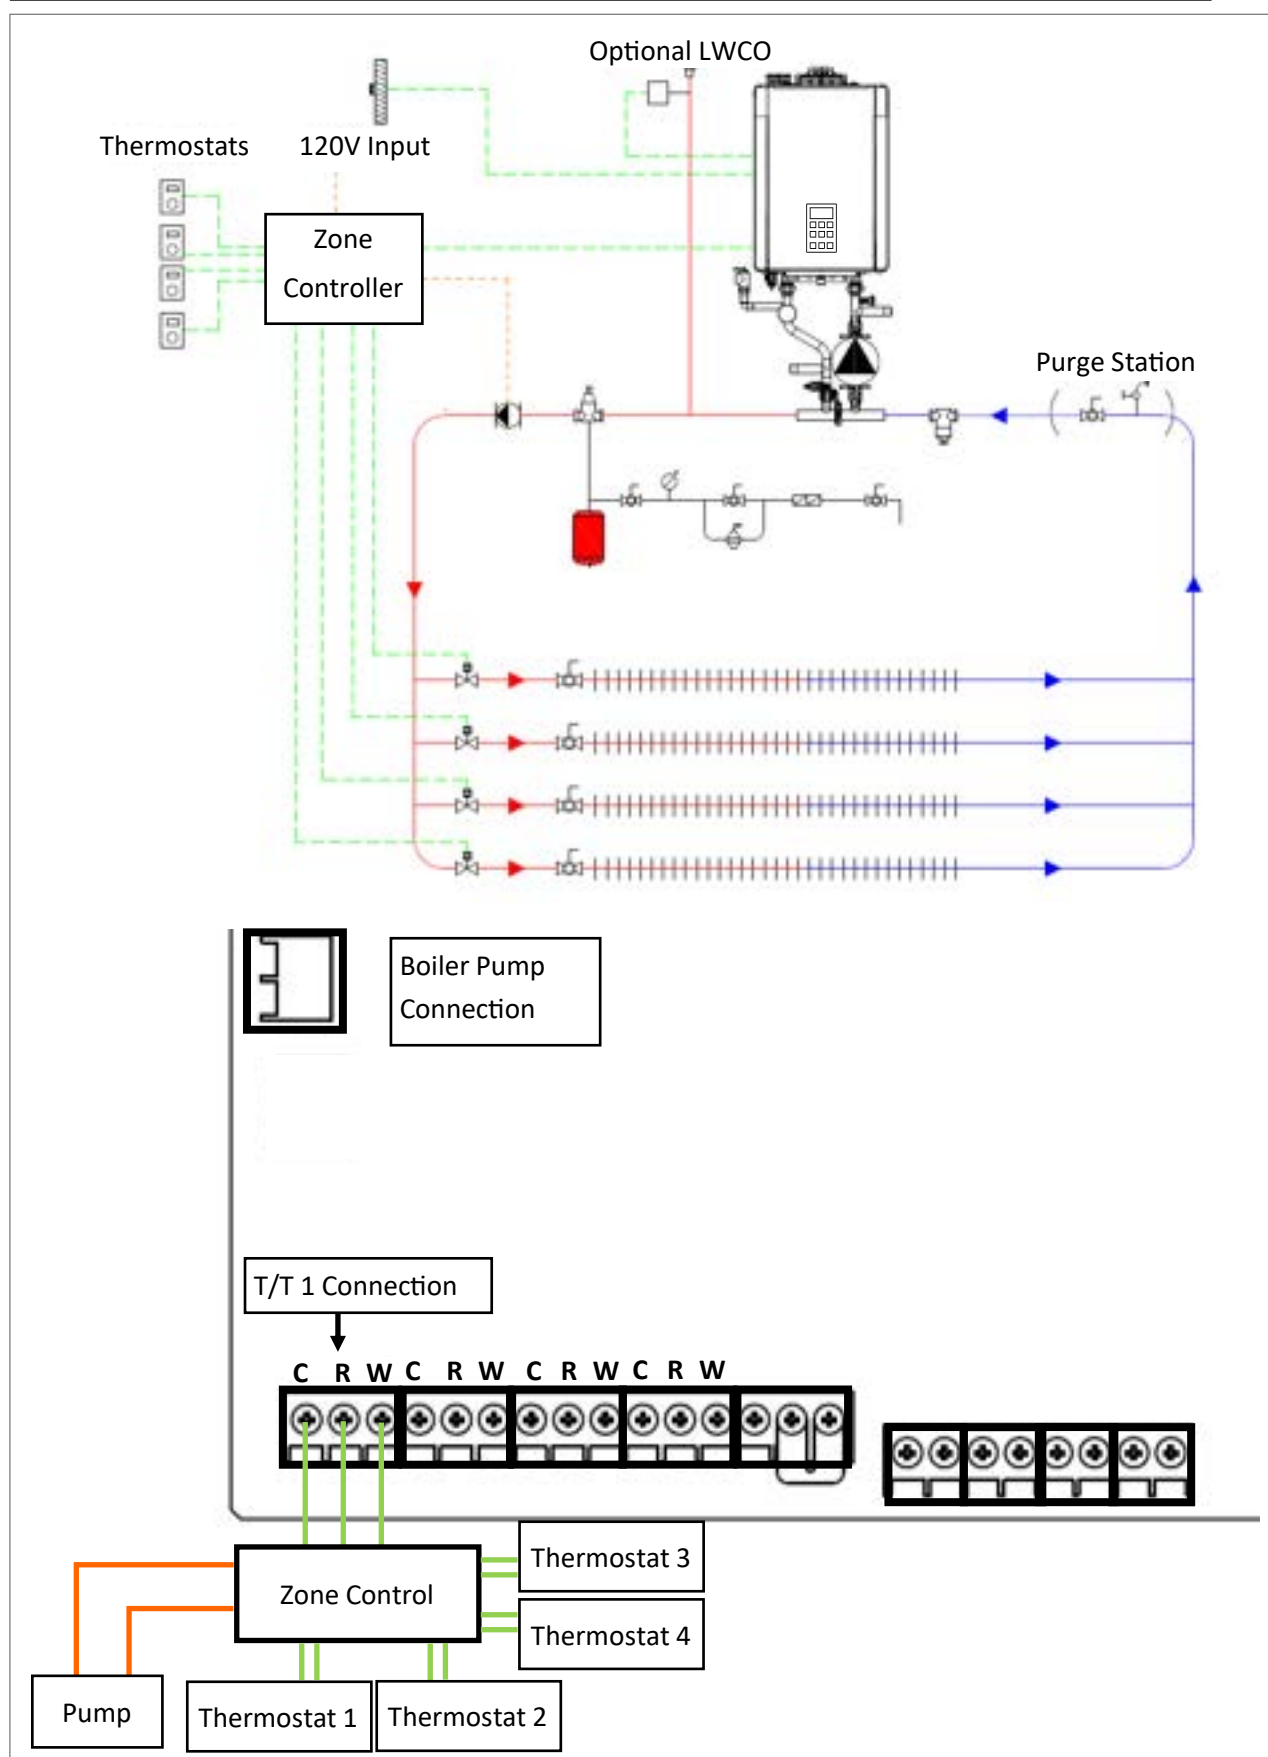 Optional LWCO
Thermostats
120V Input
Zone
Controller
Purge Station
Boiler Pump
Connection
T/T 1 Connection
C R W C R W C R W C R W
Zone Control
Thermostat 3
Thermostat 4
Pump
Thermostat 1
Thermostat 2